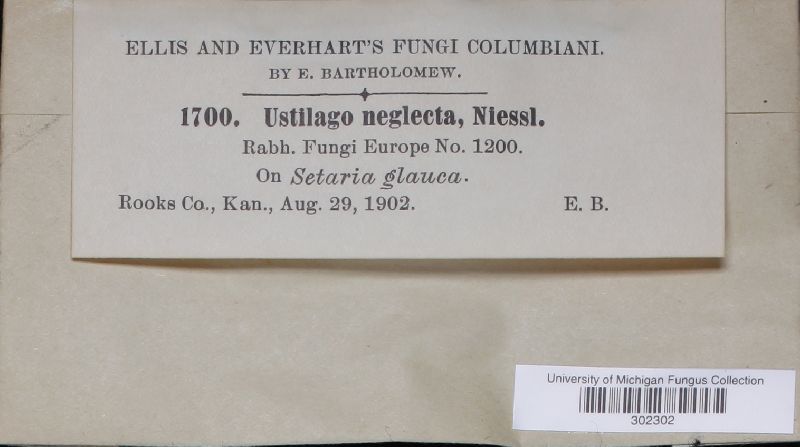 ELLIS AND EVERHART'S FUNGI COLUMBIANI.
BY E. BARTHOLOMEW.
1700. Ustilago neglecta, Niessl.
Rabh. Fungi Europe No. 1200.
On Setaria glauca.
Rooks Co., Kan., Aug. 29, 1902. E. B.
University of Michigan Fungus Collection
302302